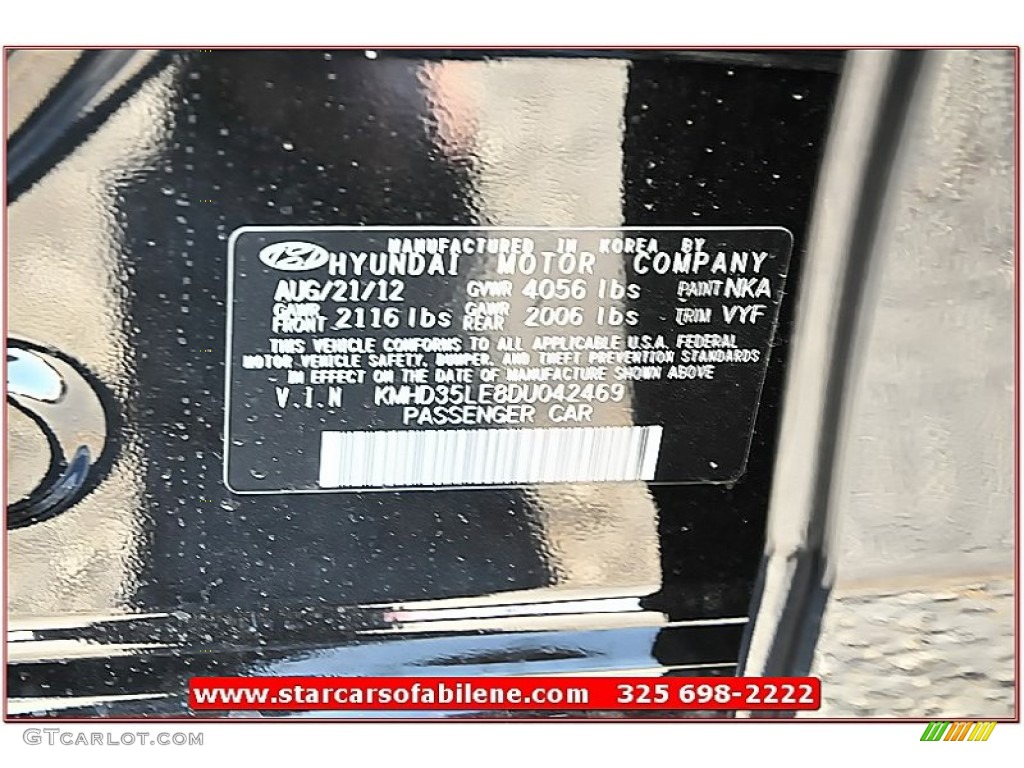 MANUFACTURED IN KOREA BY
HYUNDAI MOTOR COMPANY
AUG/21/12 GVWR 4056 lbs PAINT NKA
GAWR FRONT 2116 lbs GAWR REAR 2006 lbs TRIM VYF
THIS VEHICLE CONFORMS TO ALL APPLICABLE U.S.A. FEDERAL
MOTOR VEHICLE SAFETY, BUMPER, AND THEFT PREVENTION STANDARDS
IN EFFECT ON THE DATE OF MANUFACTURE SHOWN ABOVE
V.I.N KMHD35LE8DU042469
PASSENGER CAR
www.starcarsofabilene.com 325 698-2222
GTCARLOT.COM